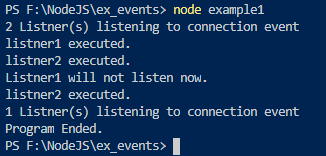 PS F:\NodeJS\ex_events> node example1
2 Listner(s) listening to connection event
listner1 executed.
listner2 executed.
Listner1 will not listen now.
listner2 executed.
1 Listner(s) listening to connection event
Program Ended.
PS F:\NodeJS\ex_events>